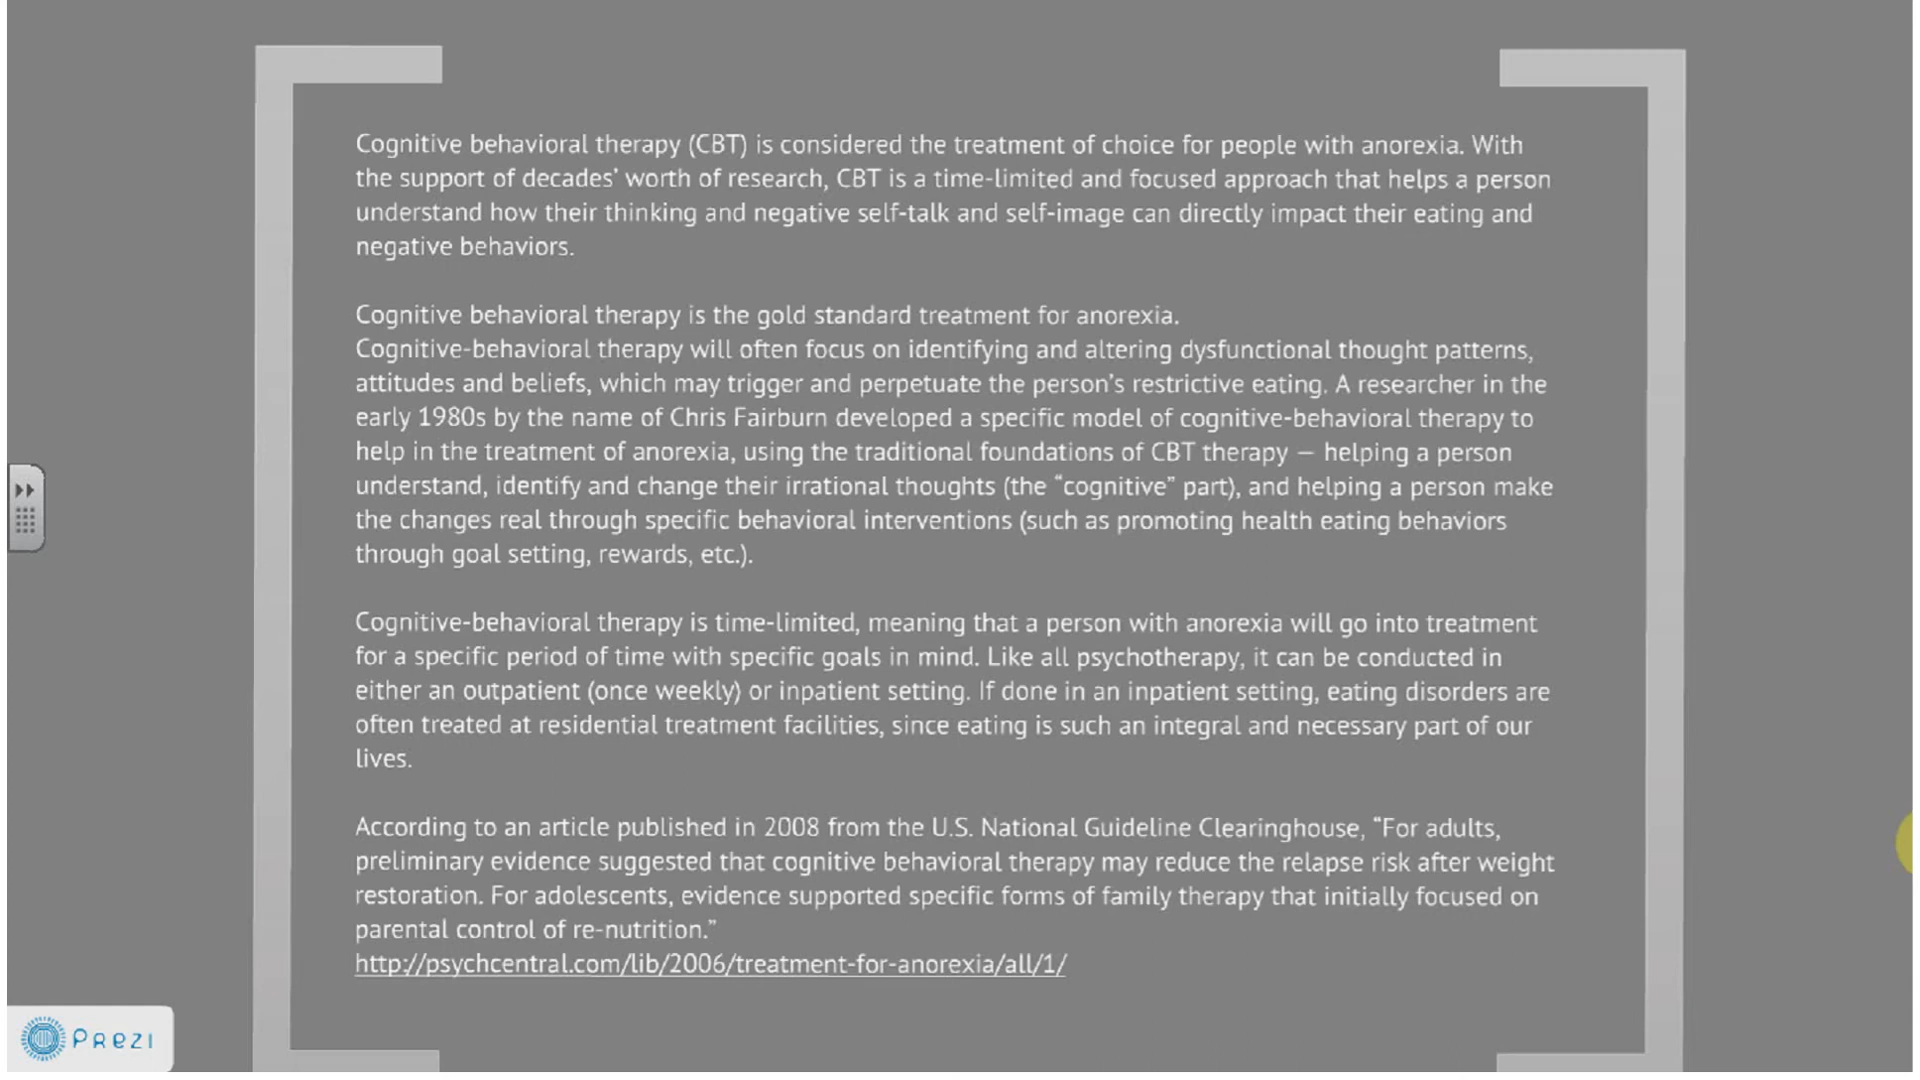 Cognitive behavioral therapy (CBT) is considered the treatment of choice for people with anorexia. With
the support of decades’ worth of research, CBT is a time-limited and focused approach that helps a person
understand how their thinking and negative self-talk and self-image can directly impact their eating and
negative behaviors.
Cognitive behavioral therapy is the gold standard treatment for anorexia.
Cognitive-behavioral therapy will often focus on identifying and altering dysfunctional thought patterns,
attitudes and beliefs, which may trigger and perpetuate the person’s restrictive eating. A researcher in the
early 1980s by the name of Chris Fairburn developed a specific model of cognitive-behavioral therapy to
help in the treatment of anorexia, using the traditional foundations of CBT therapy — helping a person
understand, identify and change their irrational thoughts (the “cognitive” part), and helping a person make
the changes real through specific behavioral interventions (such as promoting health eating behaviors
through goal setting, rewards, etc.).
Cognitive-behavioral therapy is time-limited, meaning that a person with anorexia will go into treatment
for a specific period of time with specific goals in mind. Like all psychotherapy, it can be conducted in
either an outpatient (once weekly) or inpatient setting. If done in an inpatient setting, eating disorders are
often treated at residential treatment facilities, since eating is such an integral and necessary part of our
lives.
According to an article published in 2008 from the U.S. National Guideline Clearinghouse, “For adults,
preliminary evidence suggested that cognitive behavioral therapy may reduce the relapse risk after weight
restoration. For adolescents, evidence supported specific forms of family therapy that initially focused on
parental control of re-nutrition.”
http://psychcentral.com/lib/2006/treatment-for-anorexia/all/1/
Prezi